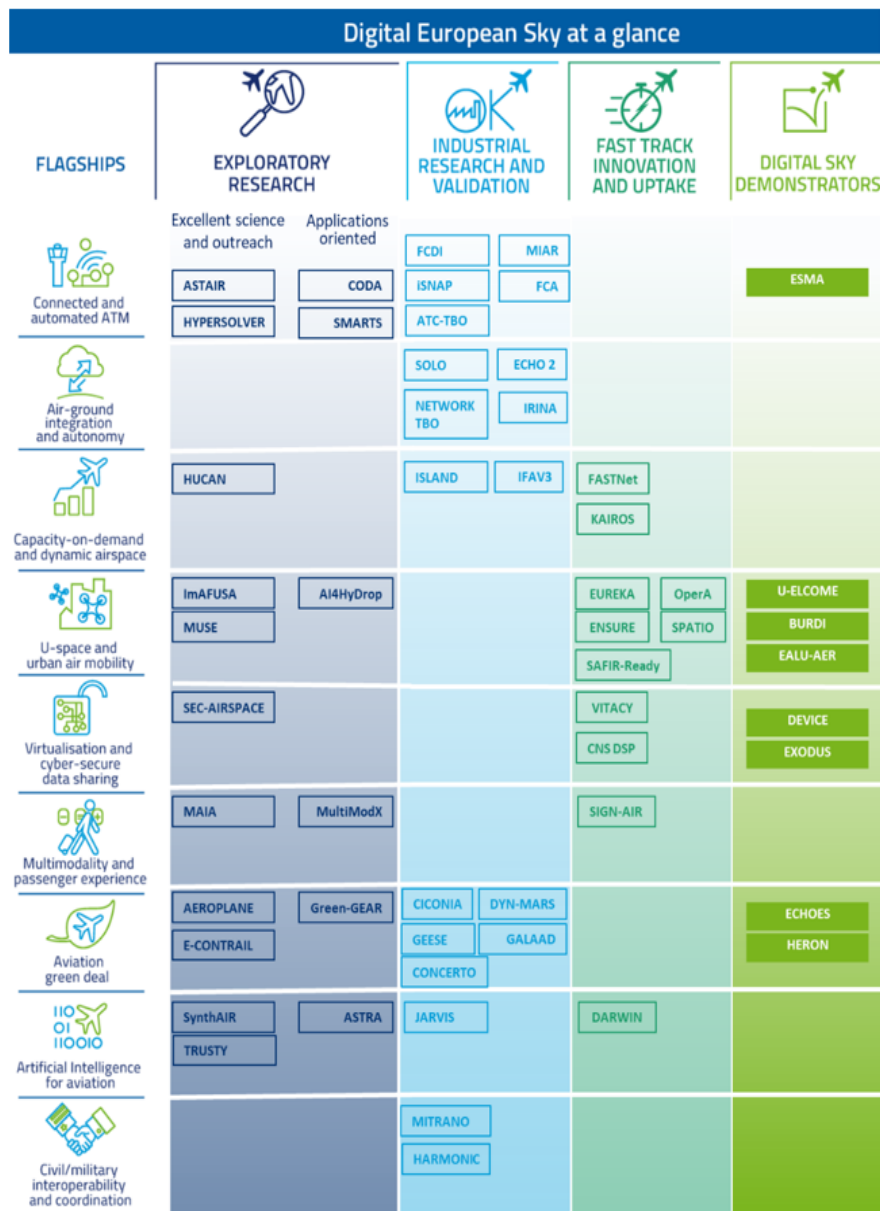 Digital European Sky at a glance
FLAGSHIPS
EXPLORATORY
RESEARCH
INDUSTRIAL
RESEARCH AND
VALIDATION
FAST TRACK
INNOVATION
AND UPTAKE
DIGITAL SKY
DEMONSTRATORS
Excellent science
and outreach
Applications
oriented
Connected and
automated ATM
ASTAIR
CODA
HYPERSOLVER
SMARTS
FCDI
MIAR
iSNAP
FCA
ATC-TBO
ESMA
Air-ground
integration
and autonomy
SOLO
ECHO 2
NETWORK
TBO
IRINA
Capacity-on-demand
and dynamic airspace
HUCAN
ISLAND
IFAV3
FASTNet
KAIROS
U-space and
urban air mobility
ImAFUSA
AI4HyDrop
MUSE
EUREKA
OperA
ENSURE
SPATIO
SAFIR-Ready
U-ELCOME
BURDI
EALU-AER
Virtualisation and
cyber-secure
data sharing
SEC-AIRSPACE
VITACY
CNS DSP
DEVICE
EXODUS
Multimodality and
passenger experience
MAIA
MultiModX
SIGN-AIR
Aviation
green deal
AEROPLANE
Green-GEAR
E-CONTRAIL
CICONIA
DYN-MARS
GEESE
GALAAD
CONCERTO
ECHOES
HERON
110
01
110010
Artificial Intelligence
for aviation
SynthAIR
ASTRA
TRUSTY
JARVIS
DARWIN
Civil/military
interoperability
and coordination
MITRANO
HARMONIC